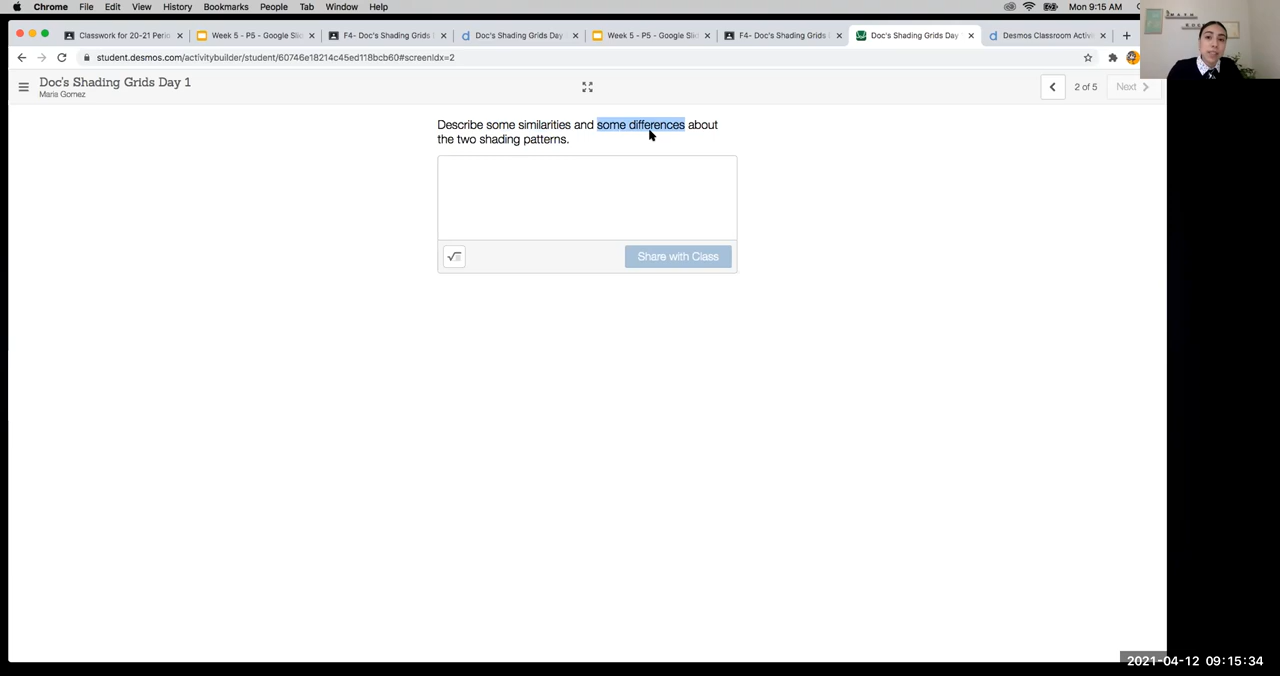 Chrome File Edit View History Bookmarks People Tab Window Help Mon 9:15 AM
Classwork for 20-21 Perio Week 5 - P5 - Google Slid F4- Doc's Shading Grids Doc's Shading Grids Day Week 5 - P5 - Google Slid F4- Doc's Shading Grids Doc's Shading Grids Day Desmos Classroom Activi
student.desmos.com/activitybuilder/student/60746e18214c45ed118bcb60#screenIdx=2
Doc's Shading Grids Day 1
Maria Gomez
2 of 5 Next
Describe some similarities and some differences about
the two shading patterns.
Share with Class
2021-04-12 09:15:34